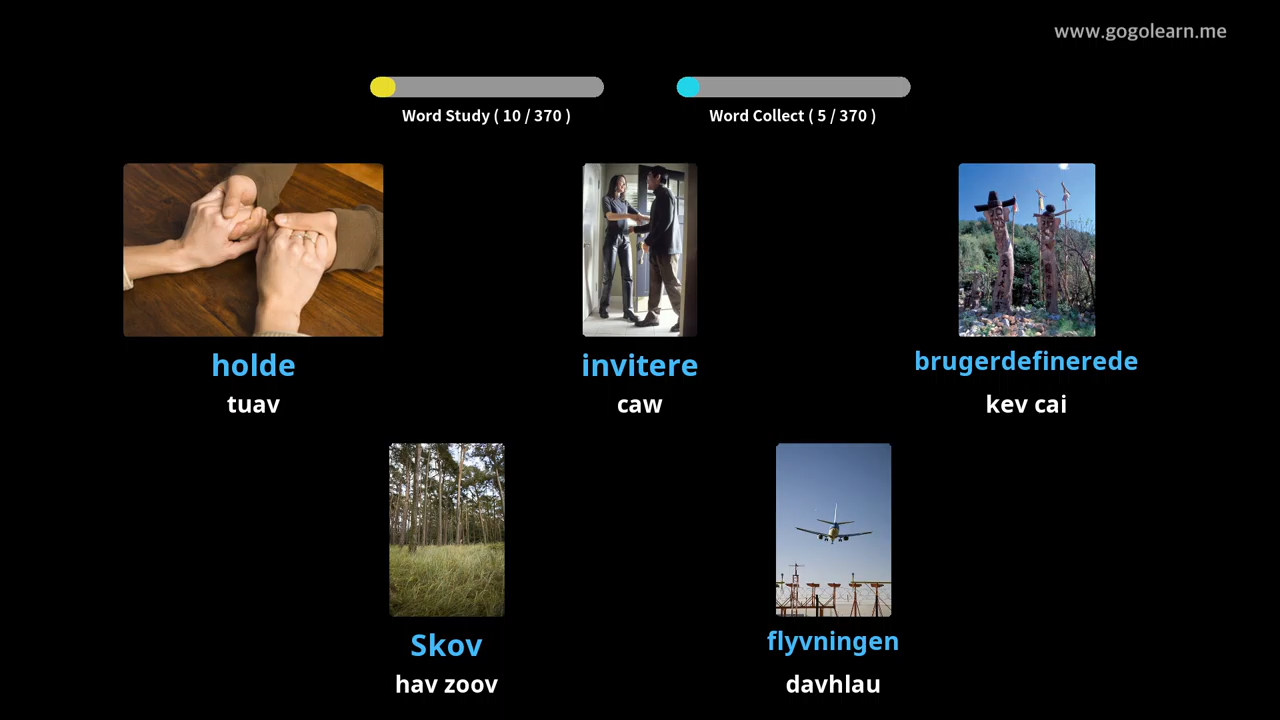 www.gogolearn.me
Word Study ( 10 / 370 )
Word Collect ( 5 / 370 )
holde
tuav
invitere
caw
brugerdefinerede
kev cai
Skov
hav zoov
flyvningen
davhlau